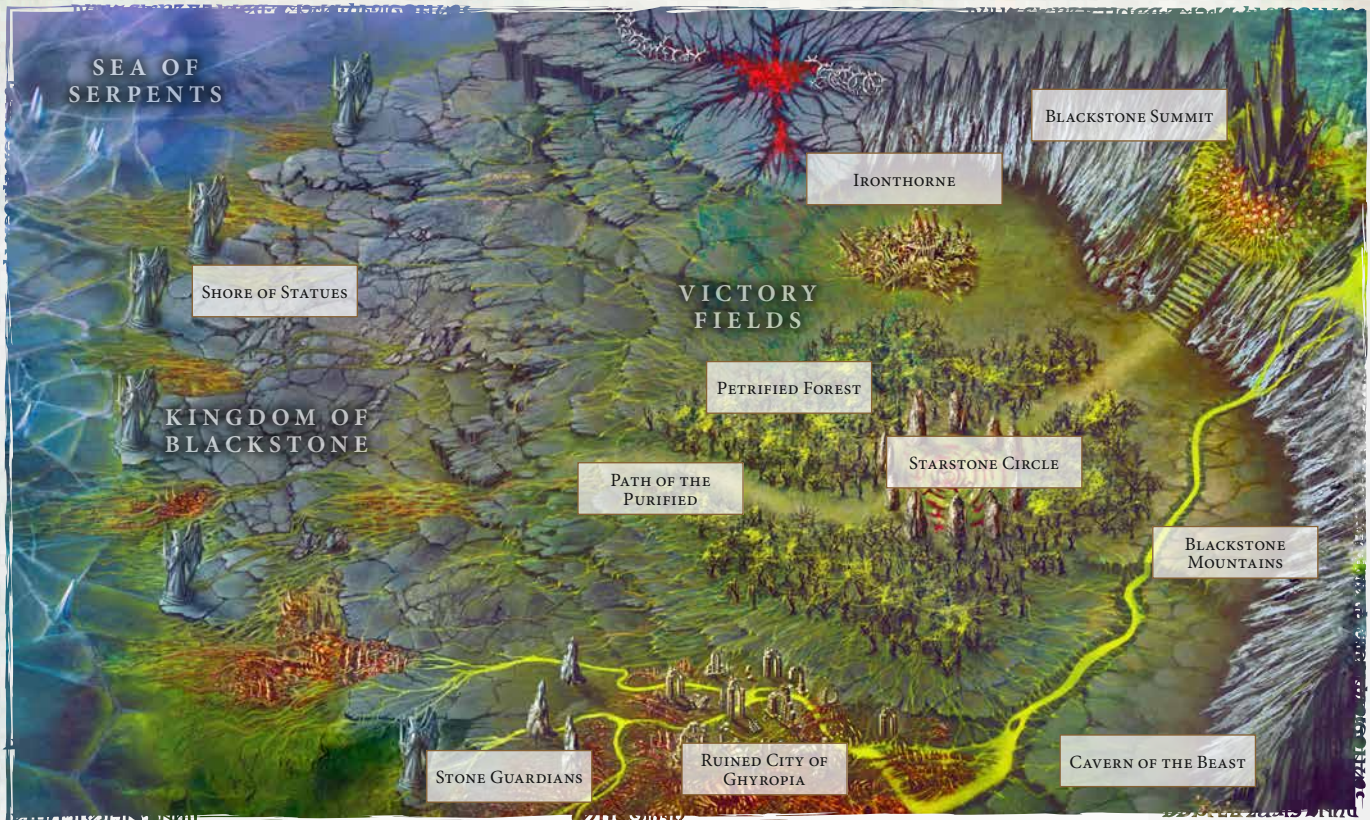 SEA OF
SERPENTS
BLACKSTONE SUMMIT
IRONTHORNE
SHORE OF STATUES
VICTORY
FIELDS
PETRIFIED FOREST
KINGDOM OF
BLACKSTONE
STARSTONE CIRCLE
PATH OF THE
PURIFIED
BLACKSTONE
MOUNTAINS
STONE GUARDIANS
RUINED CITY OF
GHYROPIA
CAVERN OF THE BEAST